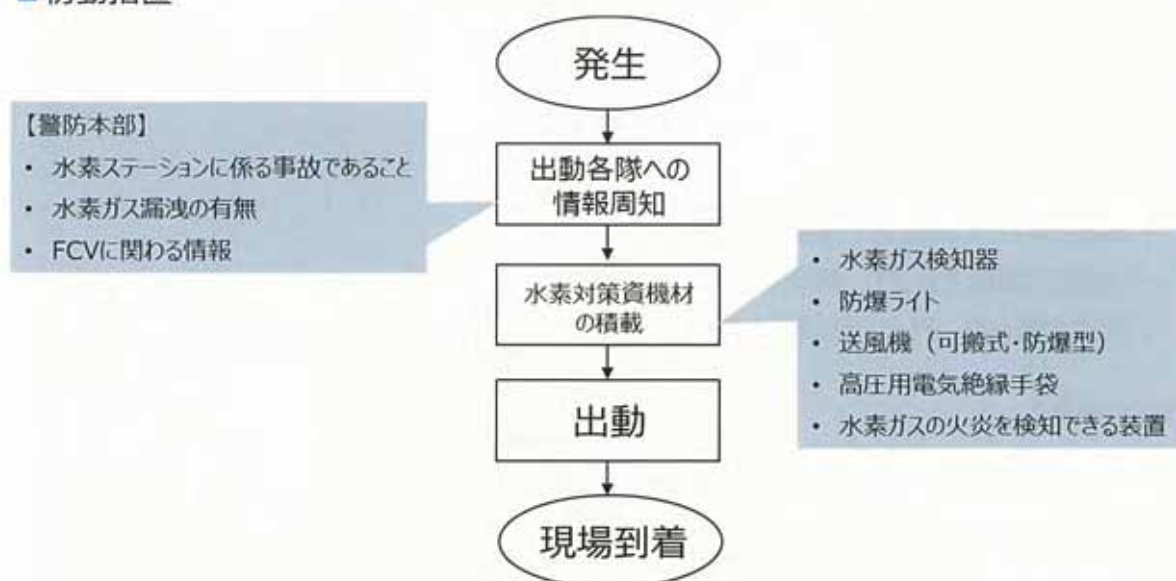 発生
【警防本部】
• 水素ステーションに係る事故であること
• 水素ガス漏洩の有無
• FCVに関わる情報
出動各隊への
情報周知
水素対策資機材
の積載
• 水素ガス検知器
• 防爆ライト
• 送風機（可搬式・防爆型）
• 高圧用電気絶縁手袋
• 水素ガスの火炎を検知できる装置
出動
現場到着